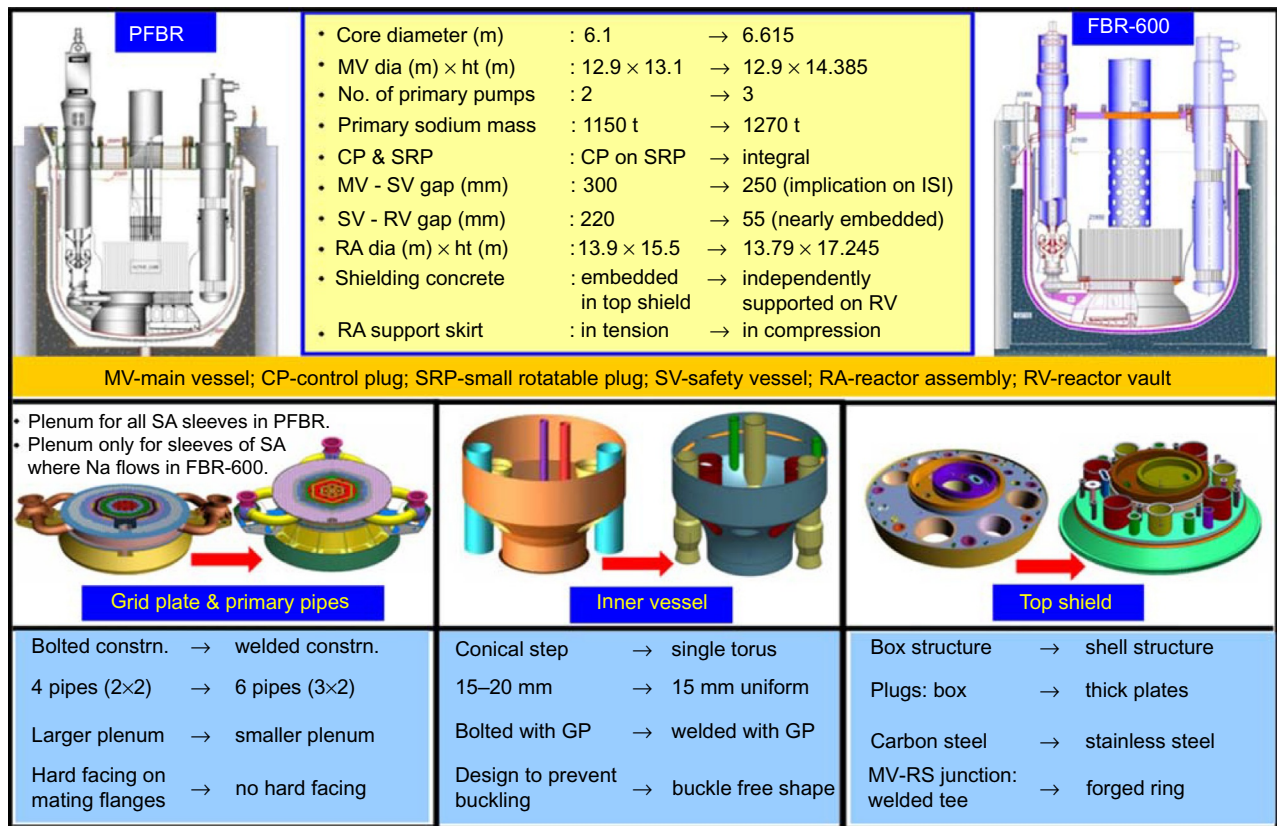 PFBR
• Core diameter (m) : 6.1 → 6.615
• MV dia (m) × ht (m) : 12.9 × 13.1 → 12.9 × 14.385
• No. of primary pumps : 2 → 3
• Primary sodium mass : 1150 t → 1270 t
• CP & SRP : CP on SRP → integral
• MV - SV gap (mm) : 300 → 250 (implication on ISI)
• SV - RV gap (mm) : 220 → 55 (nearly embedded)
• RA dia (m) × ht (m) :13.9 × 15.5 → 13.79 × 17.245
• Shielding concrete : embedded → independently
in top shield supported on RV
• RA support skirt : in tension → in compression
FBR-600
MV-main vessel; CP-control plug; SRP-small rotatable plug; SV-safety vessel; RA-reactor assembly; RV-reactor vault
• Plenum for all SA sleeves in PFBR.
• Plenum only for sleeves of SA
where Na flows in FBR-600.
Grid plate & primary pipes
Bolted constrn. → welded constrn.
4 pipes (2×2) → 6 pipes (3×2)
Larger plenum → smaller plenum
Hard facing on
mating flanges → no hard facing
Inner vessel
Conical step → single torus
15–20 mm → 15 mm uniform
Bolted with GP → welded with GP
Design to prevent
buckling → buckle free shape
Top shield
Box structure → shell structure
Plugs: box → thick plates
Carbon steel → stainless steel
MV-RS junction:
welded tee → forged ring